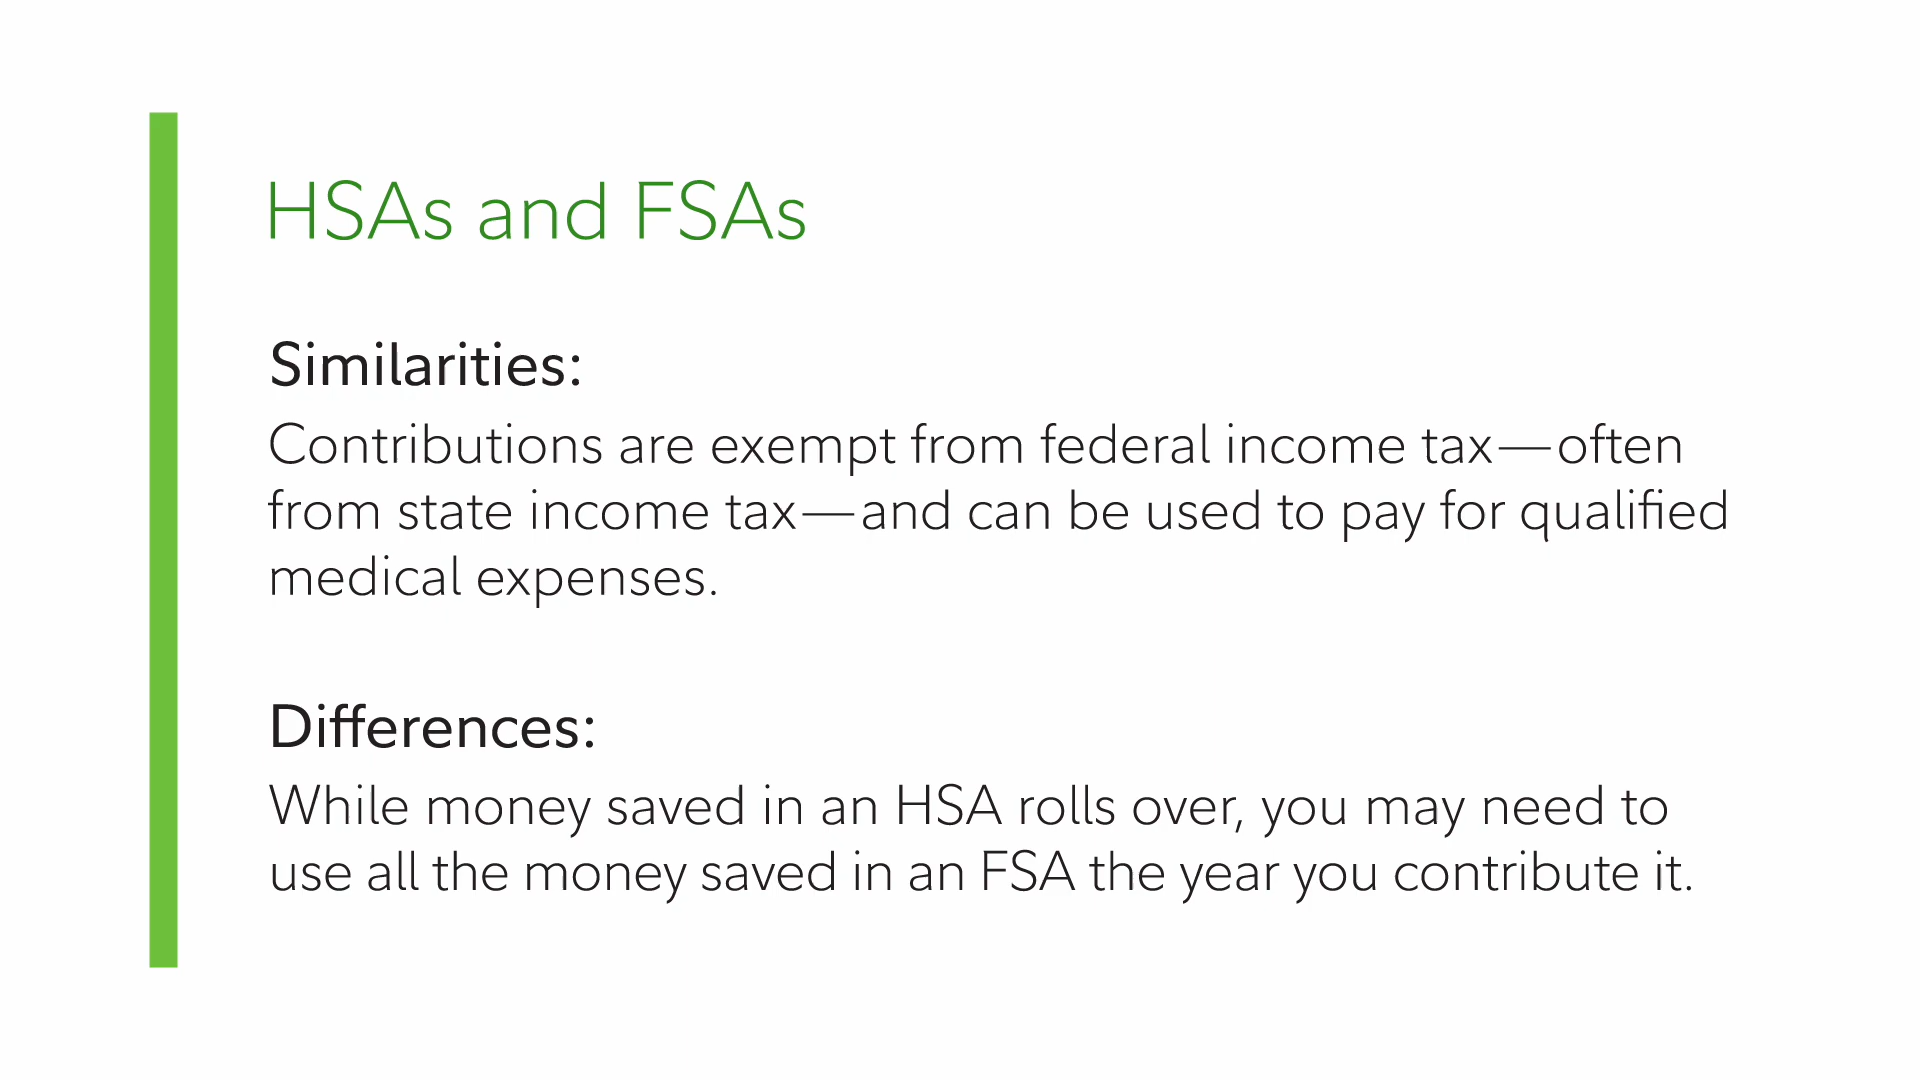 HSAs and FSAs
Similarities:
Contributions are exempt from federal income tax—often
from state income tax—and can be used to pay for qualified
medical expenses.
Differences:
While money saved in an HSA rolls over, you may need to
use all the money saved in an FSA the year you contribute it.